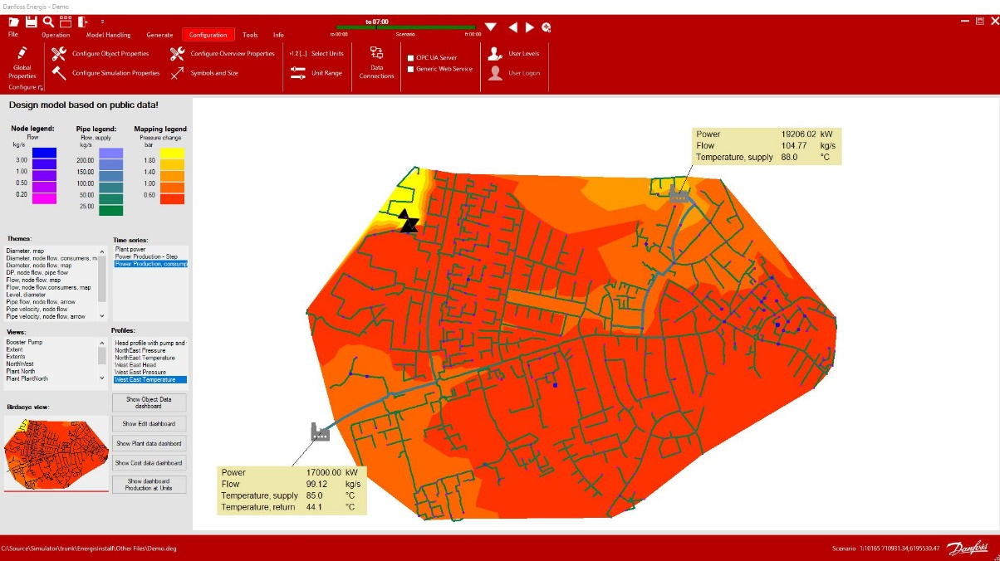 Danfoss Energis - Demo
to 07:00
File Operation Model Handling Generate Configuration Tools Info
to 00:00 Scenario fr 00:00
Configure Object Properties Configure Overview Properties 1.2 [...] Select Units OPC UA Server User Levels
Global Properties
Configure Simulation Properties Symbols and Size Unit Range Data Connections Generic Web Service User Logon
Configure
Design model based on public data!
Node legend: Pipe legend: Mapping legend
Flow Flow, supply Pressure change
kg/s kg/s bar
3.00 200.00 1.80
1.00 150.00 1.40
0.50 100.00 1.00
0.20 50.00 0.60
25.00
Themes:
Diameter, map
Diameter, node flow, consumers, m
Diameter, node flow, map
DP, node flow, pipe flow
Flow, node flow, map
Flow, node flow,consumers, map
Level, diameter
Pipe flow, node flow, arrow
Pipe velocity, node flow
Pipe velocity, node flow, arrow
Time series:
Plant power
Power Production - Step
Power Production, consump
Views:
Booster Pump
Extent
Extents
NorthWest
Plant North
Plant PlantNorth
Profiles:
Head profile with pump and
NorthEast Pressure
NorthEast Temperature
West East Head
West East Pressure
West East Temperature
Birdseye view:
Show Object Data
dashboard
Show Edit dashboard
Show Plant data dashbord
Show Cost data dashboard
Show dashboard
Production at Units
Power 19206.02 kW
Flow 104.77 kg/s
Temperature, supply 88.0 °C
Power 17000.00 kW
Flow 99.12 kg/s
Temperature, supply 85.0 °C
Temperature, return 44.1 °C
C:\Source\Simulator\trunk\EnergisInstall\Other Files\Demo.deg
Scenario 1:10165 710931.34,6195530.47 Danfoss